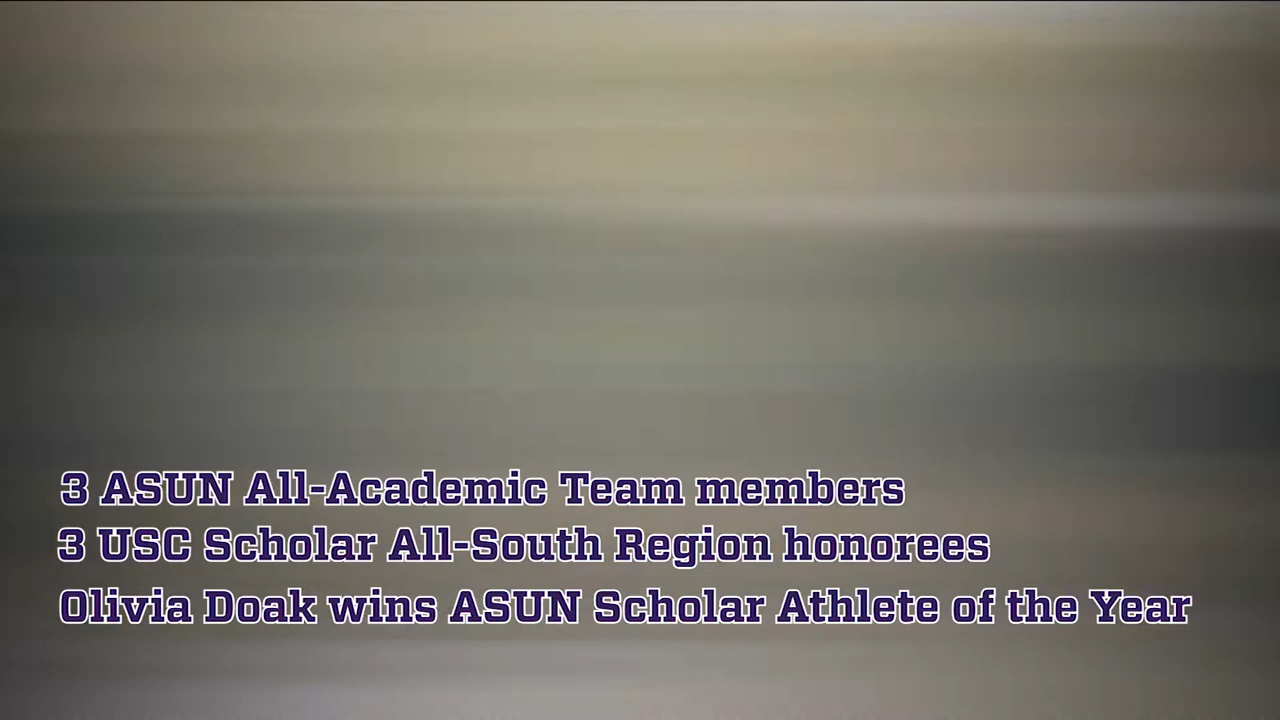 3 ASUN All-Academic Team members
3 USC Scholar All-South Region honorees
Olivia Doak wins ASUN Scholar Athlete of the Year